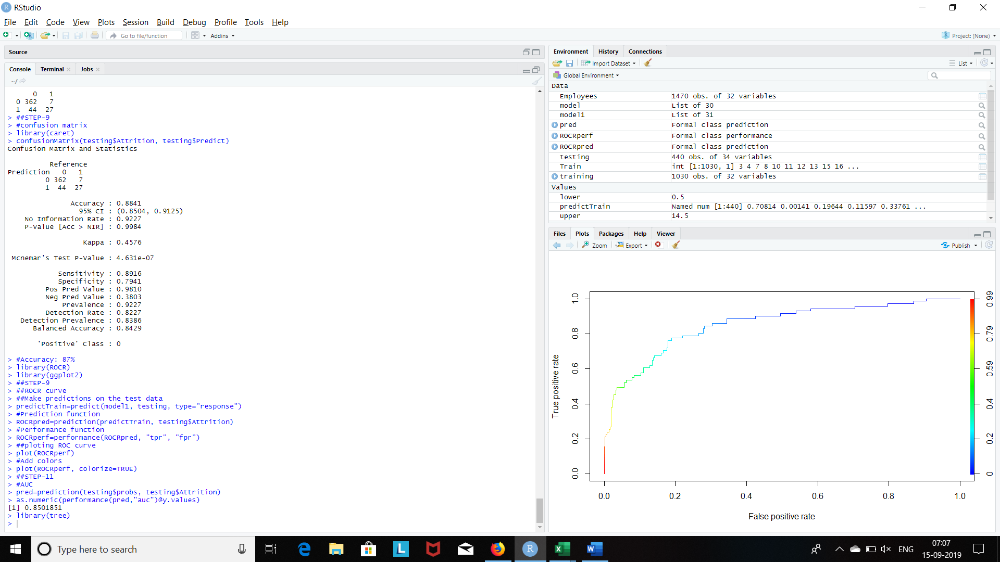 RStudio
File Edit Code View Plots Session Build Debug Profile Tools Help
Go to file/function Addins Project: (None)
Source
Console Terminal Jobs
~/
0 1
0 362 7
1 44 27
> ##STEP-9
> #confusion matrix
> library(caret)
> confusionMatrix(testing$Attrition, testing$Predict)
Confusion Matrix and Statistics
Reference
Prediction 0 1
0 362 7
1 44 27
Accuracy : 0.8841
95% CI : (0.8504, 0.9125)
No Information Rate : 0.9227
P-Value [Acc > NIR] : 0.9984
Kappa : 0.4576
Mcnemar's Test P-Value : 4.631e-07
Sensitivity : 0.8916
Specificity : 0.7941
Pos Pred Value : 0.9810
Neg Pred Value : 0.3803
Prevalence : 0.9227
Detection Rate : 0.8227
Detection Prevalence : 0.8386
Balanced Accuracy : 0.8429
'Positive' Class : 0
> #Accuracy: 87%
> library(ROCR)
> library(ggplot2)
> ##STEP-9
> ##ROCR curve
> ##Make predictions on the test data
> predictTrain=predict(model1, testing, type="response")
> #Prediction function
> ROCRpred=prediction(predictTrain, testing$Attrition)
> #Performance function
> ROCRperf=performance(ROCRpred, "tpr", "fpr")
> ##ploting ROC curve
> plot(ROCRperf)
> #Add colors
> plot(ROCRperf, colorize=TRUE)
> ##STEP-11
> #AUC
> pred=prediction(testing$probs, testing$Attrition)
> as.numeric(performance(pred,"auc")@y.values)
[1] 0.8501851
> library(tree)
>
Environment History Connections
Import Dataset List
Global Environment
Data
Employees 1470 obs. of 32 variables
model List of 30
model1 List of 31
pred Formal class prediction
ROCRperf Formal class performance
ROCRpred Formal class prediction
testing 440 obs. of 34 variables
Train int [1:1030, 1] 3 4 7 8 10 11 12 13 15 16 ...
training 1030 obs. of 32 variables
Values
lower 0.5
predictTrain Named num [1:440] 0.70814 0.00141 0.19644 0.11597 0.33761 ...
upper 14.5
Files Plots Packages Help Viewer
Zoom Export Publish
True positive rate
1.0
0.8
0.6
0.4
0.2
0.0
0.99
0.79
0.59
0.4
0.2
0
0.0 0.2 0.4 0.6 0.8 1.0
False positive rate
Type here to search
ENG
07:07
15-09-2019